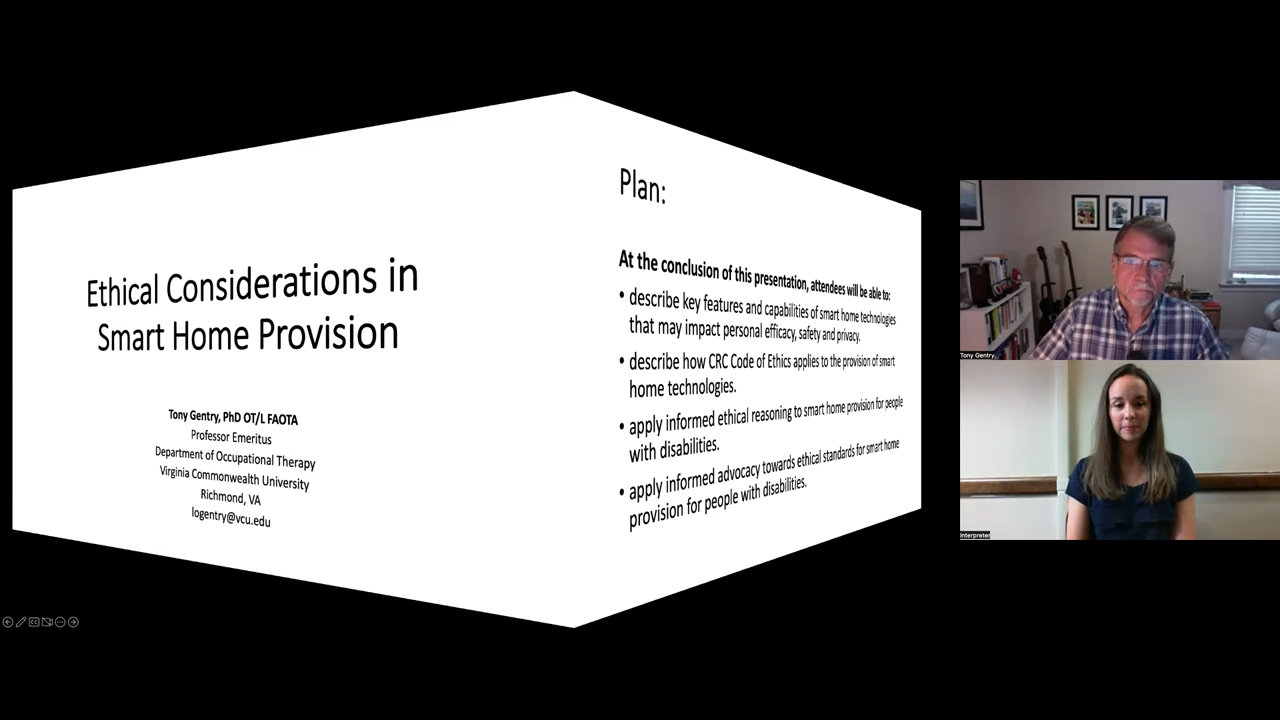 Ethical Considerations in
Smart Home Provision
Tony Gentry, PhD OT/L FAOTA
Professor Emeritus
Department of Occupational Therapy
Virginia Commonwealth University
Richmond, VA
logentry@vcu.edu
Plan:
At the conclusion of this presentation, attendees will be able to:
• describe key features and capabilities of smart home technologies
that may impact personal efficacy, safety and privacy.
• describe how CRC Code of Ethics applies to the provision of smart
home technologies.
• apply informed ethical reasoning to smart home provision for people
with disabilities.
• apply informed advocacy towards ethical standards for smart home
provision for people with disabilities.
Tony Gentry
Interpreter